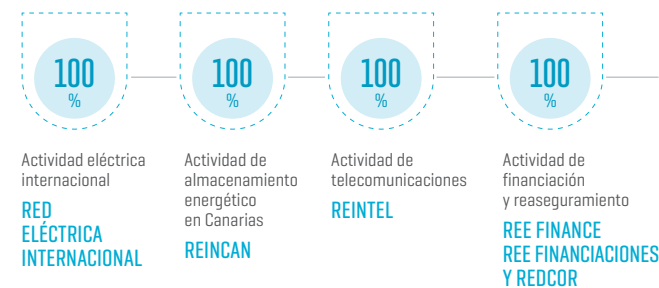 100
%
Actividad eléctrica
internacional
RED
ELÉCTRICA
INTERNACIONAL
100
%
Actividad de
almacenamiento
energético
en Canarias
REINCAN
100
%
Actividad de
telecomunicaciones
REINTEL
100
%
Actividad de
financiación
y reaseguramiento
REE FINANCE
REE FINANCIACIONES
Y REDCOR